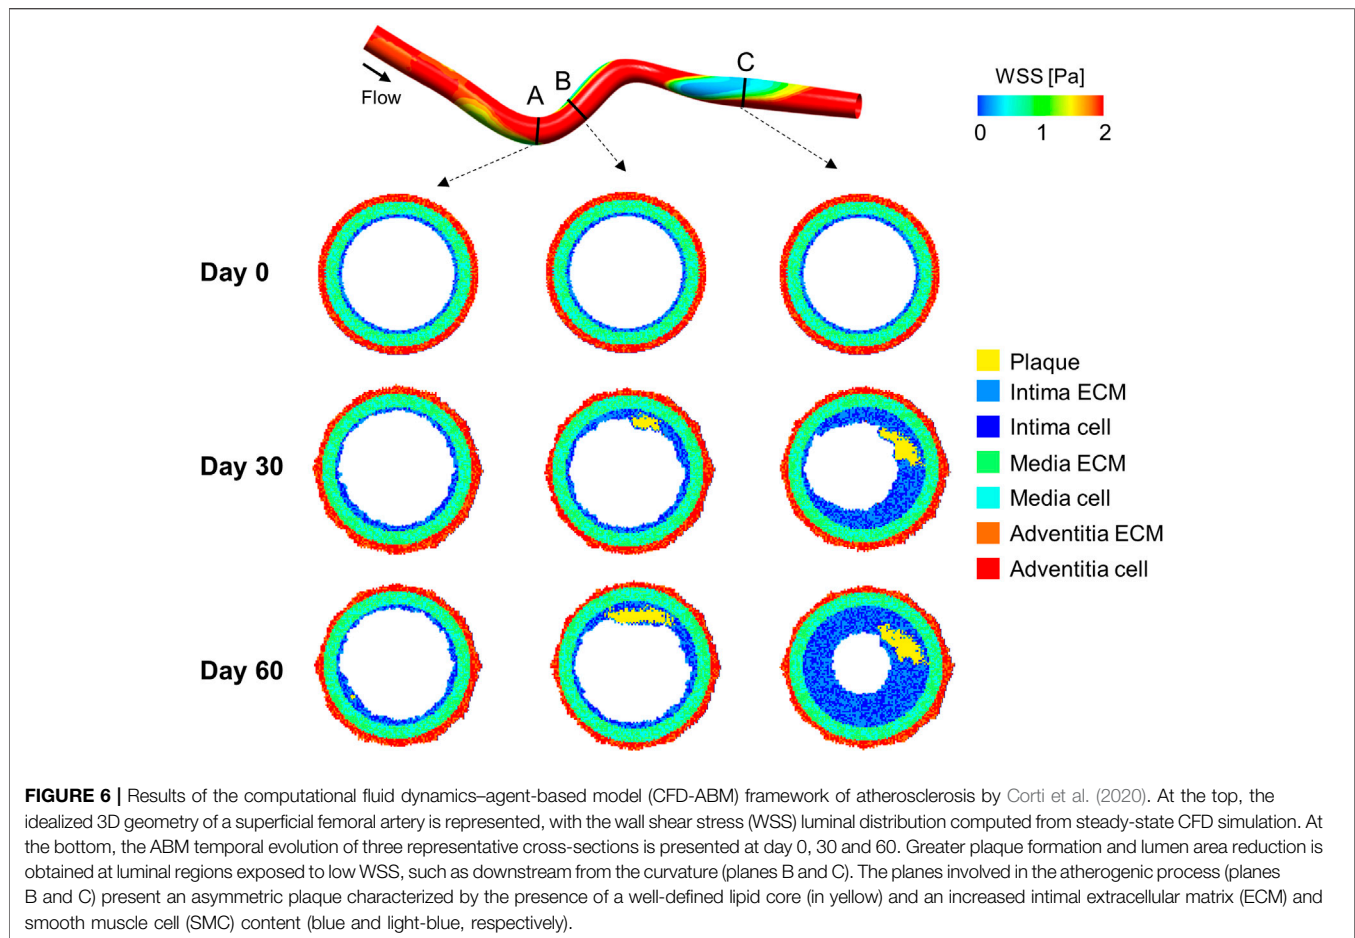 A
B
C
Flow
WSS [Pa]
0 1 2
Day 0
Day 30
Day 60
Plaque
Intima ECM
Intima cell
Media ECM
Media cell
Adventitia ECM
Adventitia cell
FIGURE 6 | Results of the computational fluid dynamics–agent-based model (CFD-ABM) framework of atherosclerosis by Corti et al. (2020). At the top, the
idealized 3D geometry of a superficial femoral artery is represented, with the wall shear stress (WSS) luminal distribution computed from steady-state CFD simulation. At
the bottom, the ABM temporal evolution of three representative cross-sections is presented at day 0, 30 and 60. Greater plaque formation and lumen area reduction is
obtained at luminal regions exposed to low WSS, such as downstream from the curvature (planes B and C). The planes involved in the atherogenic process (planes
B and C) present an asymmetric plaque characterized by the presence of a well-defined lipid core (in yellow) and an increased intimal extracellular matrix (ECM) and
smooth muscle cell (SMC) content (blue and light-blue, respectively).